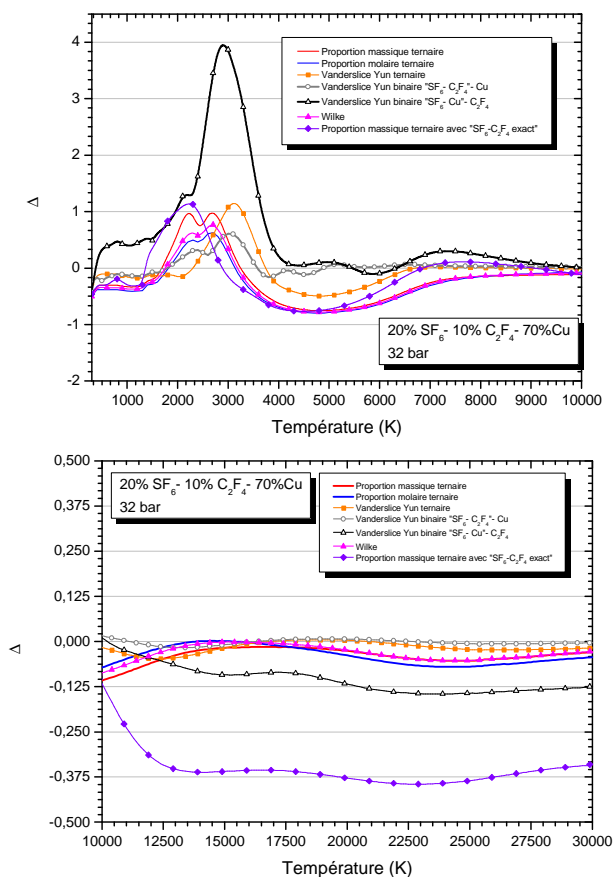 4
3
2
1
0
-1
-2
Δ
Proportion massique ternaire
Proportion molaire ternaire
Vanderslice Yun ternaire
Vanderslice Yun binaire "SF6- C2F4"- Cu
Vanderslice Yun binaire "SF6- Cu"- C2F4
Wilke
Proportion massique ternaire avec "SF6-C2F4 exact"
20% SF6- 10% C2F4- 70%Cu
32 bar
1000 2000 3000 4000 5000 6000 7000 8000 9000 10000
Température (K)
0,500
0,375
0,250
0,125
0,000
-0,125
-0,250
-0,375
-0,500
Δ
20% SF6- 10% C2F4- 70%Cu
32 bar
Proportion massique ternaire
Proportion molaire ternaire
Vanderslice Yun ternaire
Vanderslice Yun binaire "SF6- C2F4"- Cu
Vanderslice Yun binaire "SF6- Cu"- C2F4
Wilke
Proportion massique ternaire avec "SF6-C2F4 exact"
10000 12500 15000 17500 20000 22500 25000 27500 30000
Température (K)